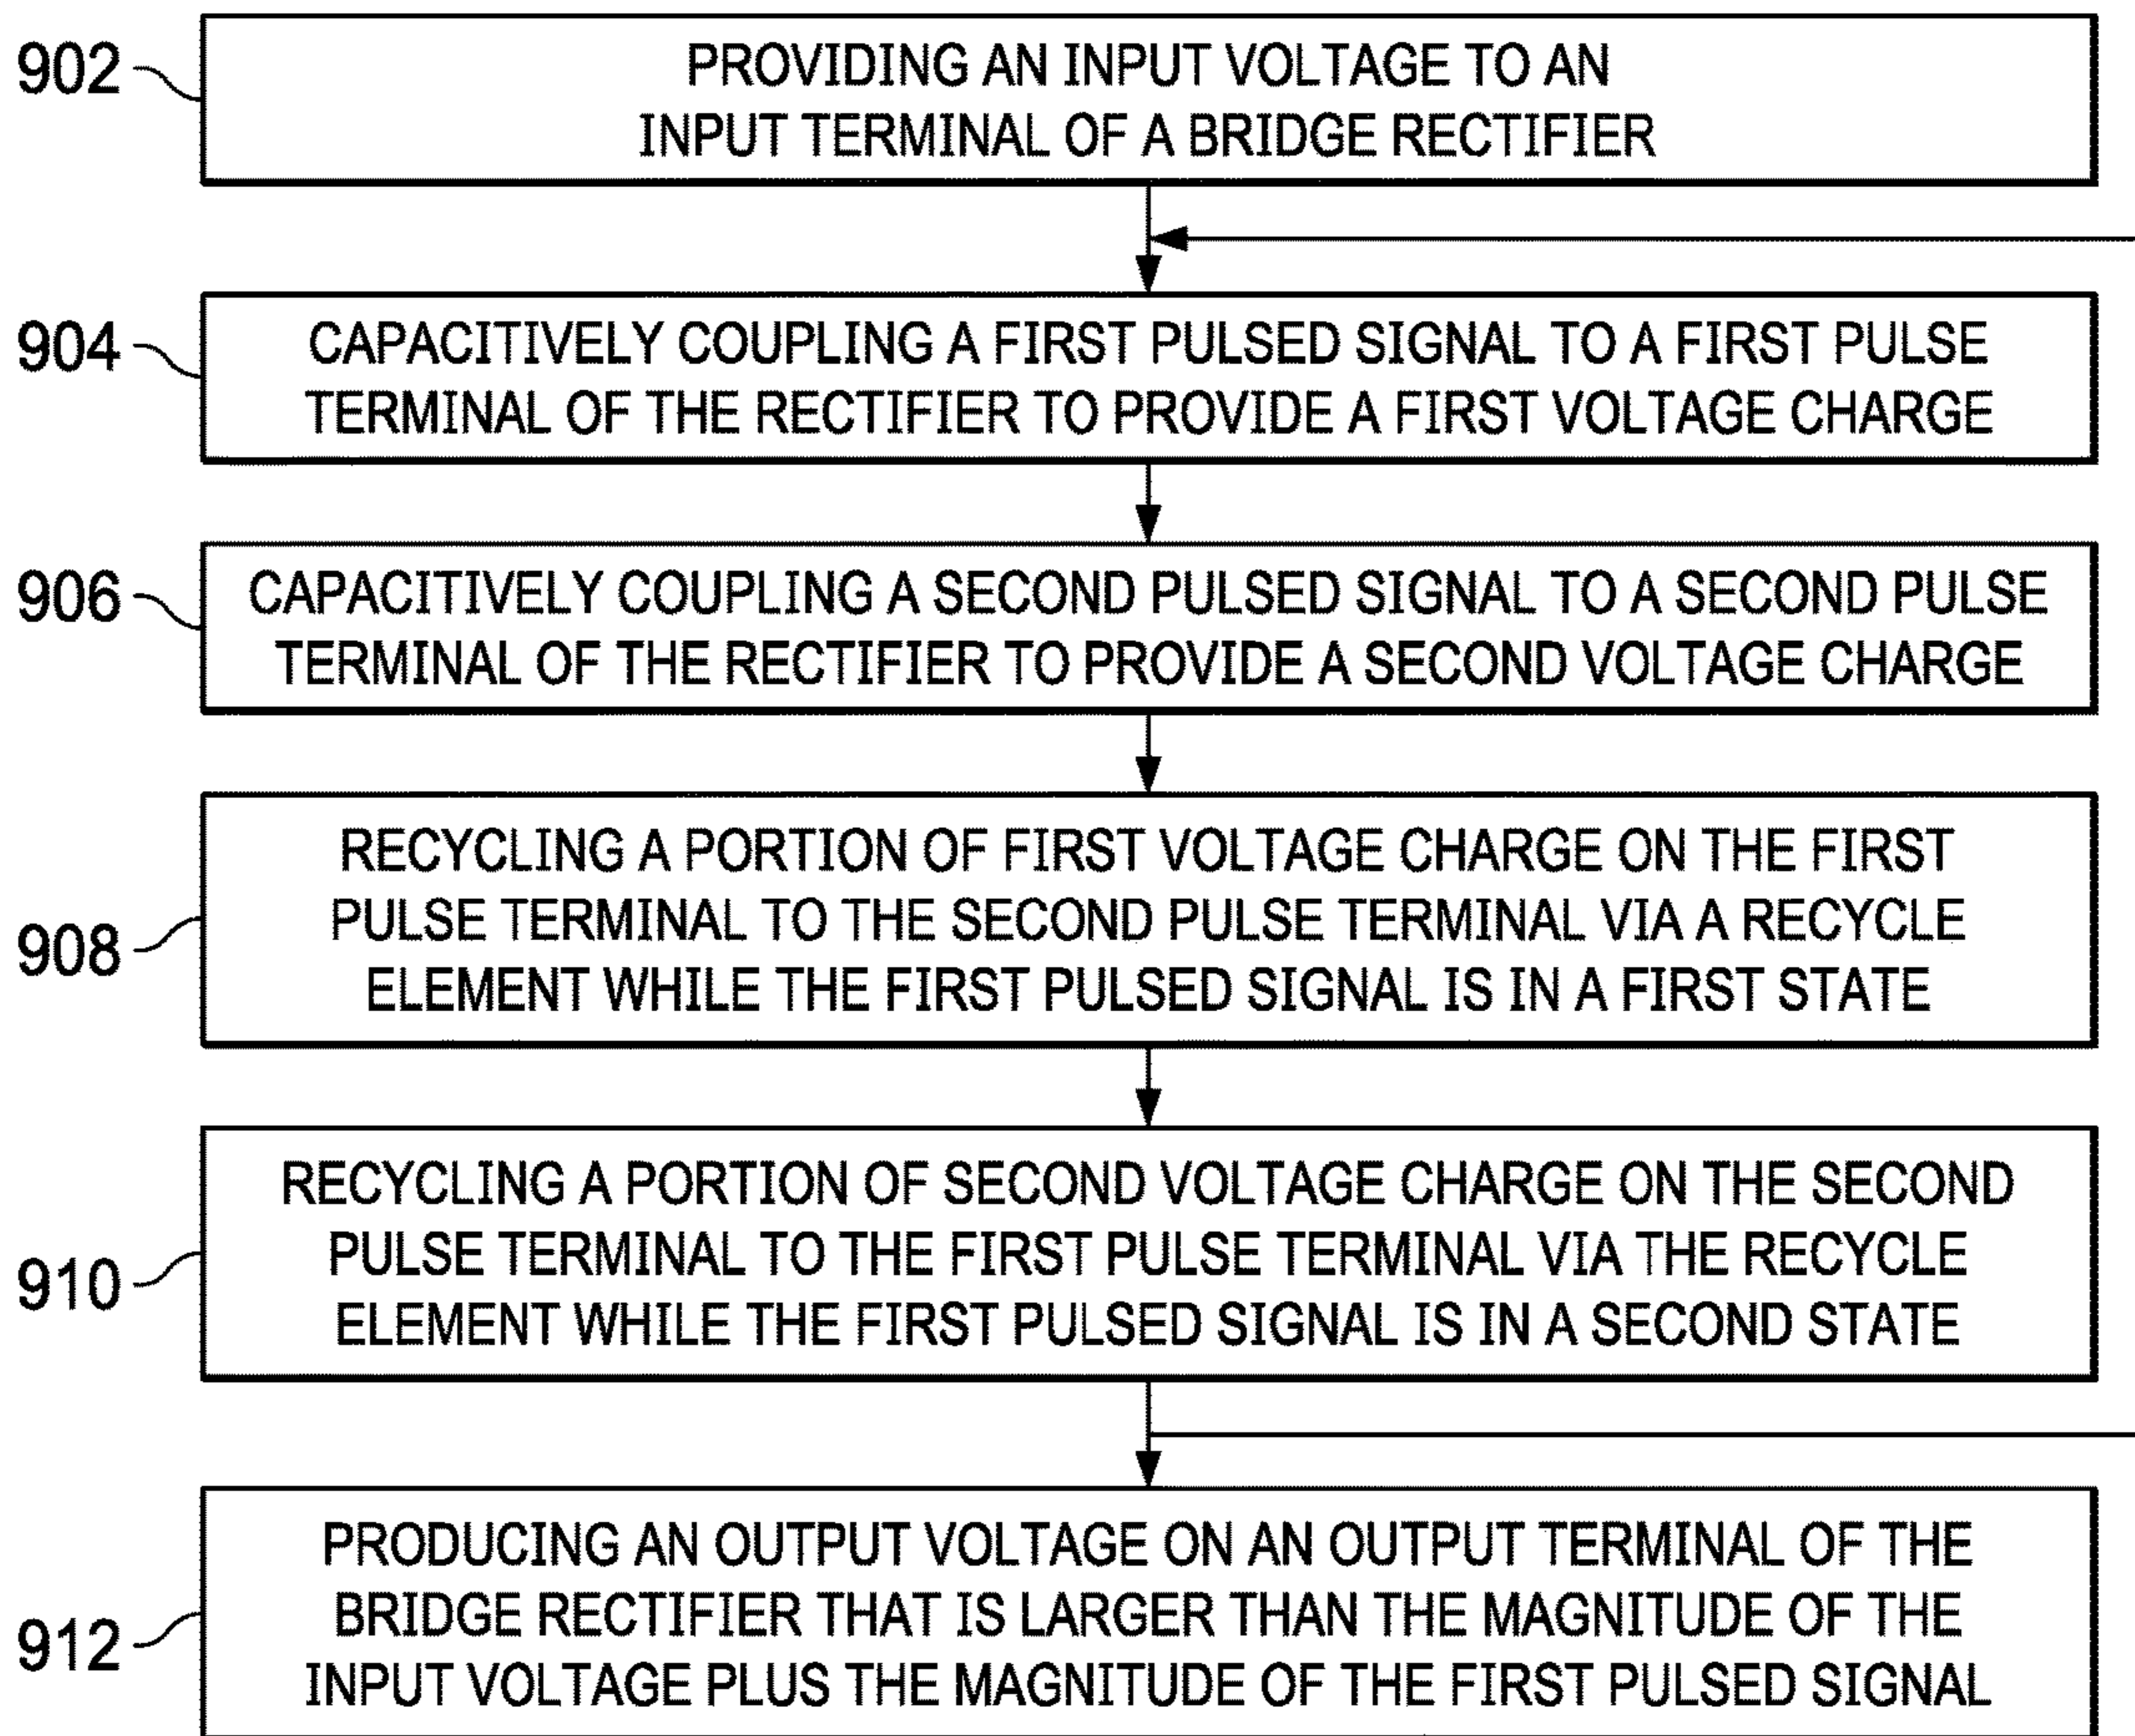 902
PROVIDING AN INPUT VOLTAGE TO AN
INPUT TERMINAL OF A BRIDGE RECTIFIER
904
CAPACITIVELY COUPLING A FIRST PULSED SIGNAL TO A FIRST PULSE
TERMINAL OF THE RECTIFIER TO PROVIDE A FIRST VOLTAGE CHARGE
906
CAPACITIVELY COUPLING A SECOND PULSED SIGNAL TO A SECOND PULSE
TERMINAL OF THE RECTIFIER TO PROVIDE A SECOND VOLTAGE CHARGE
908
RECYCLING A PORTION OF FIRST VOLTAGE CHARGE ON THE FIRST
PULSE TERMINAL TO THE SECOND PULSE TERMINAL VIA A RECYCLE
ELEMENT WHILE THE FIRST PULSED SIGNAL IS IN A FIRST STATE
910
RECYCLING A PORTION OF SECOND VOLTAGE CHARGE ON THE SECOND
PULSE TERMINAL TO THE FIRST PULSE TERMINAL VIA THE RECYCLE
ELEMENT WHILE THE FIRST PULSED SIGNAL IS IN A SECOND STATE
912
PRODUCING AN OUTPUT VOLTAGE ON AN OUTPUT TERMINAL OF THE
BRIDGE RECTIFIER THAT IS LARGER THAN THE MAGNITUDE OF THE
INPUT VOLTAGE PLUS THE MAGNITUDE OF THE FIRST PULSED SIGNAL